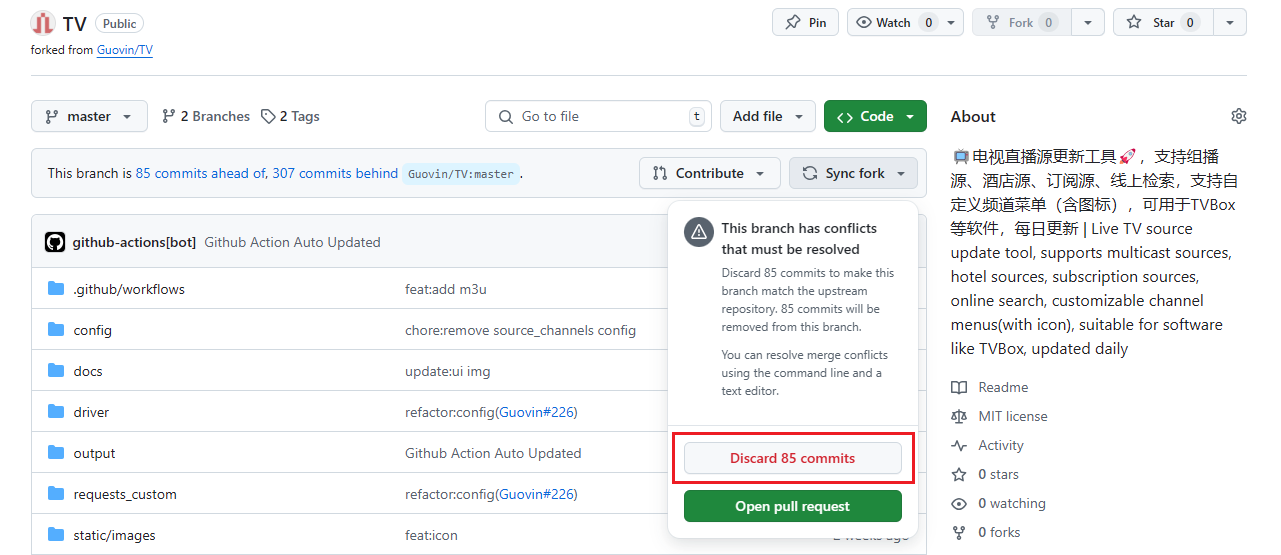 TV Public
Pin
Watch 0
Fork 0
Star 0
forked from Guovin/TV
master
2 Branches
2 Tags
Go to file
t
Add file
Code
This branch is 85 commits ahead of, 307 commits behind Guovin/TV:master .
Contribute
Sync fork
github-actions[bot] Github Action Auto Updated
.github/workflows feat:add m3u
config chore:remove source_channels config
docs update:ui img
driver refactor:config(Guovin#226)
output Github Action Auto Updated
requests_custom refactor:config(Guovin#226)
static/images feat:icon
This branch has conflicts
that must be resolved
Discard 85 commits to make this
branch match the upstream
repository. 85 commits will be
removed from this branch.
You can resolve merge conflicts
using the command line and a
text editor.
Discard 85 commits
Open pull request
About
电视直播源更新工具🚀，支持组播
源、酒店源、订阅源、线上检索，支持自
定义频道菜单（含图标），可用于TVBox
等软件，每日更新 | Live TV source
update tool, supports multicast sources,
hotel sources, subscription sources,
online search, customizable channel
menus(with icon), suitable for software
like TVBox, updated daily
Readme
MIT license
Activity
0 stars
0 watching
0 forks